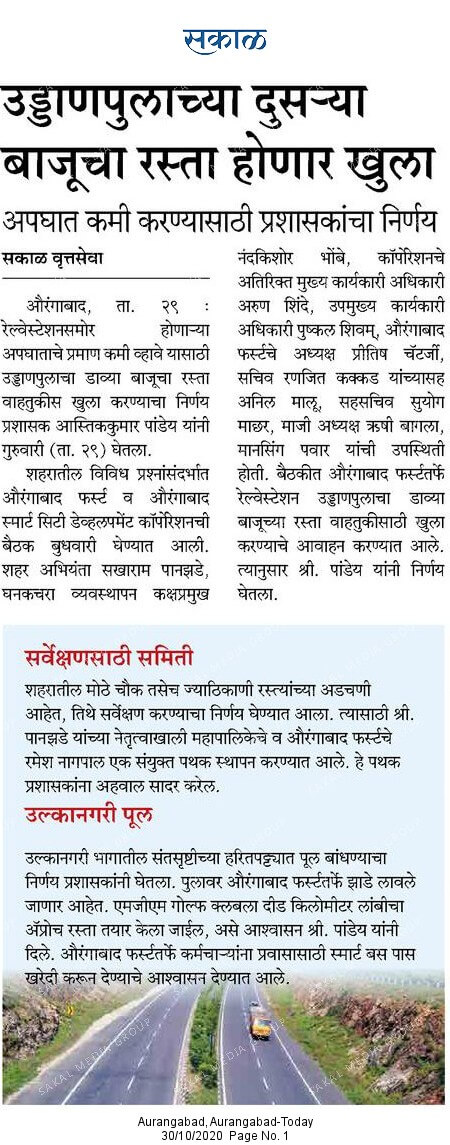 सकाळ
उड्डाणपुलाच्या दुसऱ्या
बाजूचा रस्ता होणार खुला
अपघात कमी करण्यासाठी प्रशासकांचा निर्णय
सकाळ वृत्तसेवा
औरंगाबाद, ता. २९ :
रेल्वेस्टेशनसमोर होणाऱ्या
अपघाताचे प्रमाण कमी व्हावे यासाठी
उड्डाणपुलाचा डाव्या बाजूचा रस्ता
वाहतुकीस खुला करण्याचा निर्णय
प्रशासक आस्तिककुमार पांडेय यांनी
गुरुवारी (ता. २९) घेतला.
शहरातील विविध प्रश्नांसंदर्भात
औरंगाबाद फर्स्ट व औरंगाबाद
स्मार्ट सिटी डेव्हलपमेंट कॉर्पोरेशनची
बैठक बुधवारी घेण्यात आली.
शहर अभियंता सखाराम पानझडे,
घनकचरा व्यवस्थापन कक्षप्रमुख
नंदकिशोर भोंबे, कॉर्पोरेशनचे
अतिरिक्त मुख्य कार्यकारी अधिकारी
अरुण शिंदे, उपमुख्य कार्यकारी
अधिकारी पुष्कल शिवम्, औरंगाबाद
फर्स्टचे अध्यक्ष प्रीतिष चॅटर्जी,
सचिव रणजित कक्कड यांच्यासह
अनिल मालू, सहसचिव सुयोग
माछर, माजी अध्यक्ष ऋषी बागला,
मानसिंग पवार यांची उपस्थिती
होती. बैठकीत औरंगाबाद फर्स्टतर्फे
रेल्वेस्टेशन उड्डाणपुलाचा डाव्या
बाजूच्या रस्ता वाहतुकीसाठी खुला
करण्याचे आवाहन करण्यात आले.
त्यानुसार श्री. पांडेय यांनी निर्णय
घेतला.
सर्वेक्षणसाठी समिती
शहरातील मोठे चौक तसेच ज्याठिकाणी रस्त्यांच्या अडचणी
आहेत, तिथे सर्वेक्षण करण्याचा निर्णय घेण्यात आला. त्यासाठी श्री.
पानझडे यांच्या नेतृत्वाखाली महापालिकेचे व औरंगाबाद फर्स्टचे
रमेश नागपाल एक संयुक्त पथक स्थापन करण्यात आले. हे पथक
प्रशासकांना अहवाल सादर करेल.
उल्कानगरी पूल
उल्कानगरी भागातील संतसृष्टीच्या हरितपट्ट्यात पूल बांधण्याचा
निर्णय प्रशासकांनी घेतला. पुलावर औरंगाबाद फर्स्टतर्फे झाडे लावले
जाणार आहेत. एमजीएम गोल्फ क्लबला दीड किलोमीटर लांबीचा
ॲप्रोच रस्ता तयार केला जाईल, असे आश्वासन श्री. पांडेय यांनी
दिले. औरंगाबाद फर्स्टतर्फे कर्मचाऱ्यांना प्रवासासाठी स्मार्ट बस पास
खरेदी करून देण्याचे आश्वासन देण्यात आले.
SAKAL MEDIA GROUP
Aurangabad, Aurangabad-Today
30/10/2020 Page No. 1